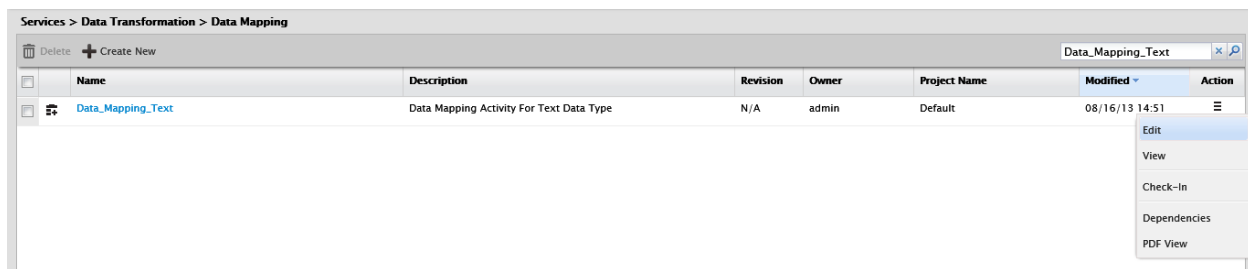 Services > Data Transformation > Data Mapping
Delete Create New Data_Mapping_Text
Name Description Revision Owner Project Name Modified Action
Data_Mapping_Text Data Mapping Activity For Text Data Type N/A admin Default 08/16/13 14:51
Edit
View
Check-In
Dependencies
PDF View